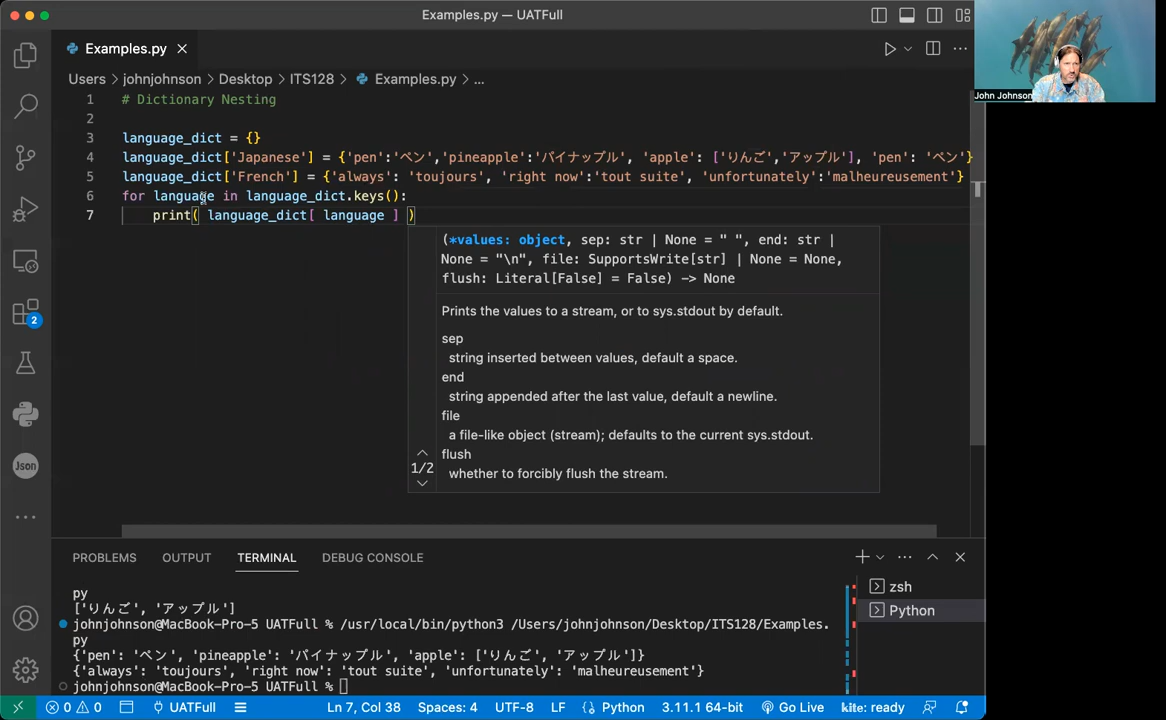 Examples.py — UATFull
Examples.py
Users > johnjohnson > Desktop > ITS128 > Examples.py > ...
1 # Dictionary Nesting
2
3 language_dict = {}
4 language_dict['Japanese'] = {'pen':'ペン','pineapple':'パイナップル', 'apple': ['りんご','アップル'], 'pen': 'ペン'}
5 language_dict['French'] = {'always': 'toujours', 'right now':'tout suite', 'unfortunately':'malheureusement'}
6 for language in language_dict.keys():
7 print( language_dict[ language ] )
(*values: object, sep: str | None = " ", end: str |
None = "\n", file: SupportsWrite[str] | None = None,
flush: Literal[False] = False) -> None
Prints the values to a stream, or to sys.stdout by default.
sep
string inserted between values, default a space.
end
string appended after the last value, default a newline.
file
a file-like object (stream); defaults to the current sys.stdout.
flush
whether to forcibly flush the stream.
1/2
John Johnson
2
Json
PROBLEMS OUTPUT TERMINAL DEBUG CONSOLE
py
['りんご', 'アップル']
johnjohnson@MacBook-Pro-5 UATFull % /usr/local/bin/python3 /Users/johnjohnson/Desktop/ITS128/Examples.
py
{'pen': 'ペン', 'pineapple': 'パイナップル', 'apple': ['りんご', 'アップル']}
{'always': 'toujours', 'right now': 'tout suite', 'unfortunately': 'malheureusement'}
johnjohnson@MacBook-Pro-5 UATFull %
zsh
Python
0 0 UATFull Ln 7, Col 38 Spaces: 4 UTF-8 LF Python 3.11.1 64-bit Go Live kite: ready